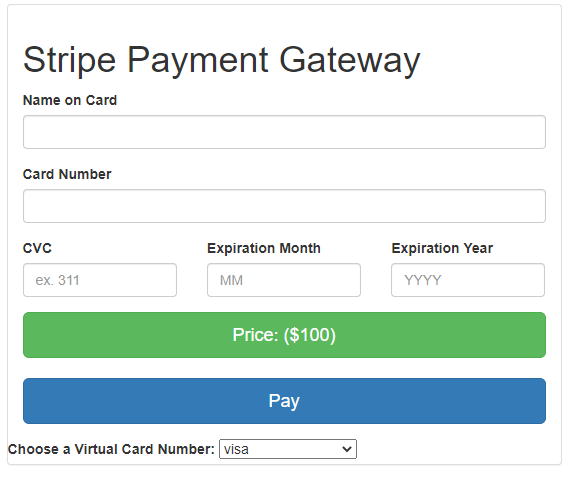 Stripe Payment Gateway
Name on Card
Card Number
CVC Expiration Month Expiration Year
ex. 311 MM YYYY
Price: ($100)
Pay
Choose a Virtual Card Number: visa